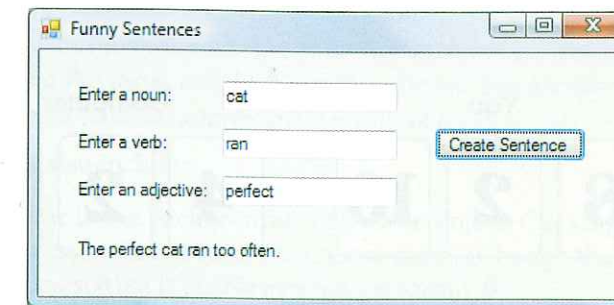 Funny Sentences
Enter a noun: cat
Enter a verb: ran
Create Sentence
Enter an adjective: perfect
The perfect cat ran too often.